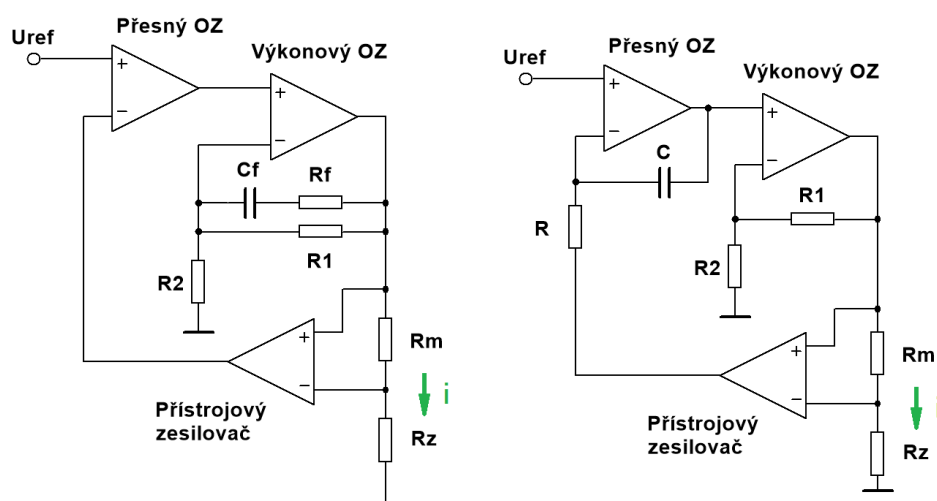 Přesný OZ
Uref
Výkonový OZ
+
−
+
−
Cf
Rf
R1
R2
+
−
Rm
i
Přístrojový
zesilovač
Rz
Přesný OZ
Uref
Výkonový OZ
+
−
+
−
C
R1
R
R2
+
−
Rm
i
Přístrojový
zesilovač
Rz